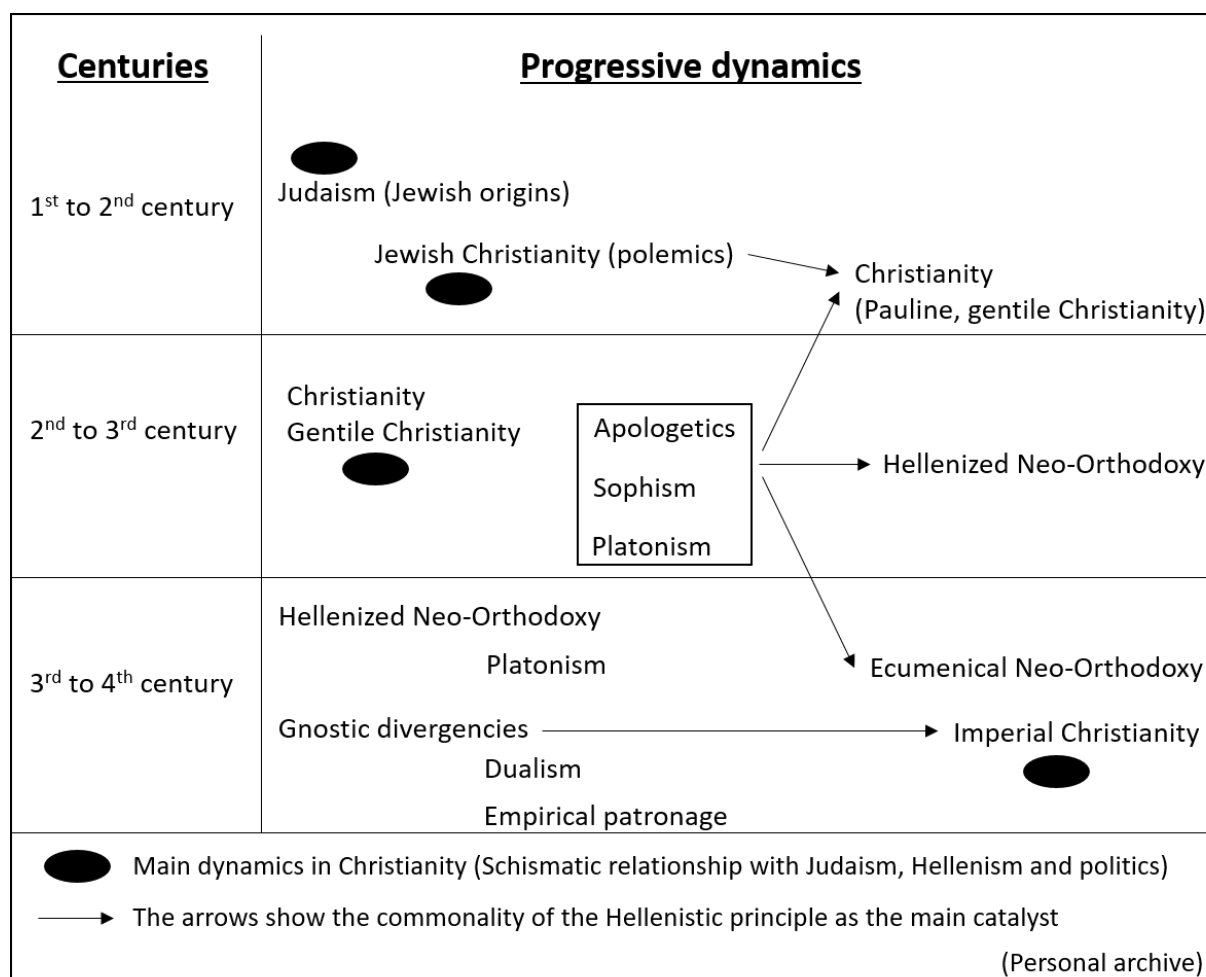 Centuries
Progressive dynamics
1st to 2nd century
Judaism (Jewish origins)
Jewish Christianity (polemics)
Christianity
(Pauline, gentile Christianity)
2nd to 3rd century
Christianity
Gentile Christianity
Apologetics
Sophism
Platonism
Hellenized Neo-Orthodoxy
3rd to 4th century
Hellenized Neo-Orthodoxy
Platonism
Ecumenical Neo-Orthodoxy
Gnostic divergencies
Imperial Christianity
Dualism
Empirical patronage
Main dynamics in Christianity (Schismatic relationship with Judaism, Hellenism and politics)
The arrows show the commonality of the Hellenistic principle as the main catalyst
(Personal archive)